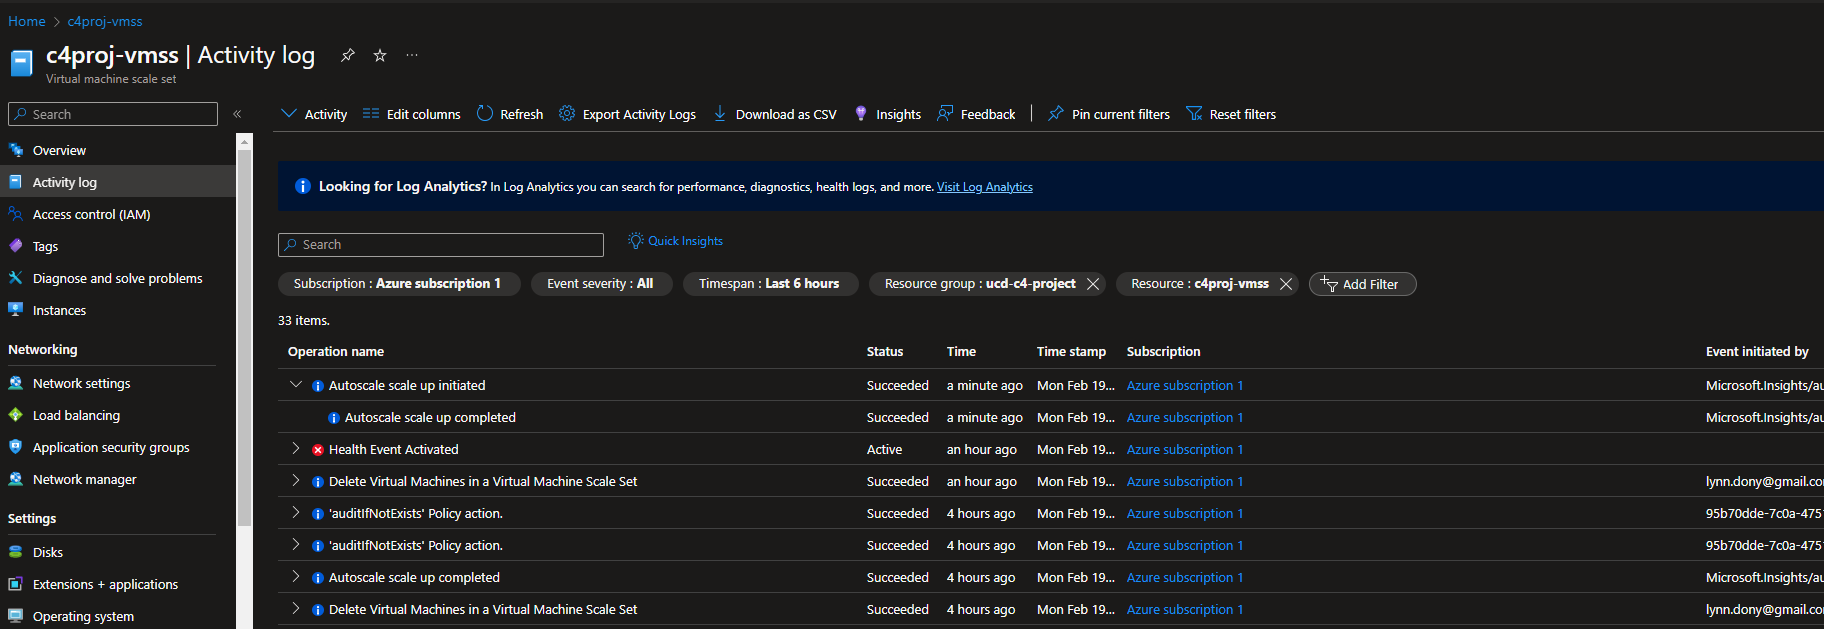 Home > c4proj-vmss
c4proj-vmss | Activity log
Virtual machine scale set
Search
Activity Edit columns Refresh Export Activity Logs Download as CSV Insights Feedback Pin current filters Reset filters
Overview
Activity log
Access control (IAM)
Tags
Diagnose and solve problems
Instances
Networking
Network settings
Load balancing
Application security groups
Network manager
Settings
Disks
Extensions + applications
Operating system
Looking for Log Analytics? In Log Analytics you can search for performance, diagnostics, health logs, and more. Visit Log Analytics
Search
Quick Insights
Subscription : Azure subscription 1 Event severity : All Timespan : Last 6 hours Resource group : ucd-c4-project Resource : c4proj-vmss Add Filter
33 items.
Operation name Status Time Time stamp Subscription Event initiated by
Autoscale scale up initiated Succeeded a minute ago Mon Feb 19... Azure subscription 1 Microsoft.Insights/au
Autoscale scale up completed Succeeded a minute ago Mon Feb 19... Azure subscription 1 Microsoft.Insights/au
Health Event Activated Active an hour ago Mon Feb 19... Azure subscription 1
Delete Virtual Machines in a Virtual Machine Scale Set Succeeded an hour ago Mon Feb 19... Azure subscription 1 lynn.dony@gmail.co
'auditIfNotExists' Policy action. Succeeded 4 hours ago Mon Feb 19... Azure subscription 1 95b70dde-7c0a-475
'auditIfNotExists' Policy action. Succeeded 4 hours ago Mon Feb 19... Azure subscription 1 95b70dde-7c0a-475
Autoscale scale up completed Succeeded 4 hours ago Mon Feb 19... Azure subscription 1 Microsoft.Insights/au
Delete Virtual Machines in a Virtual Machine Scale Set Succeeded 4 hours ago Mon Feb 19... Azure subscription 1 lynn.dony@gmail.co